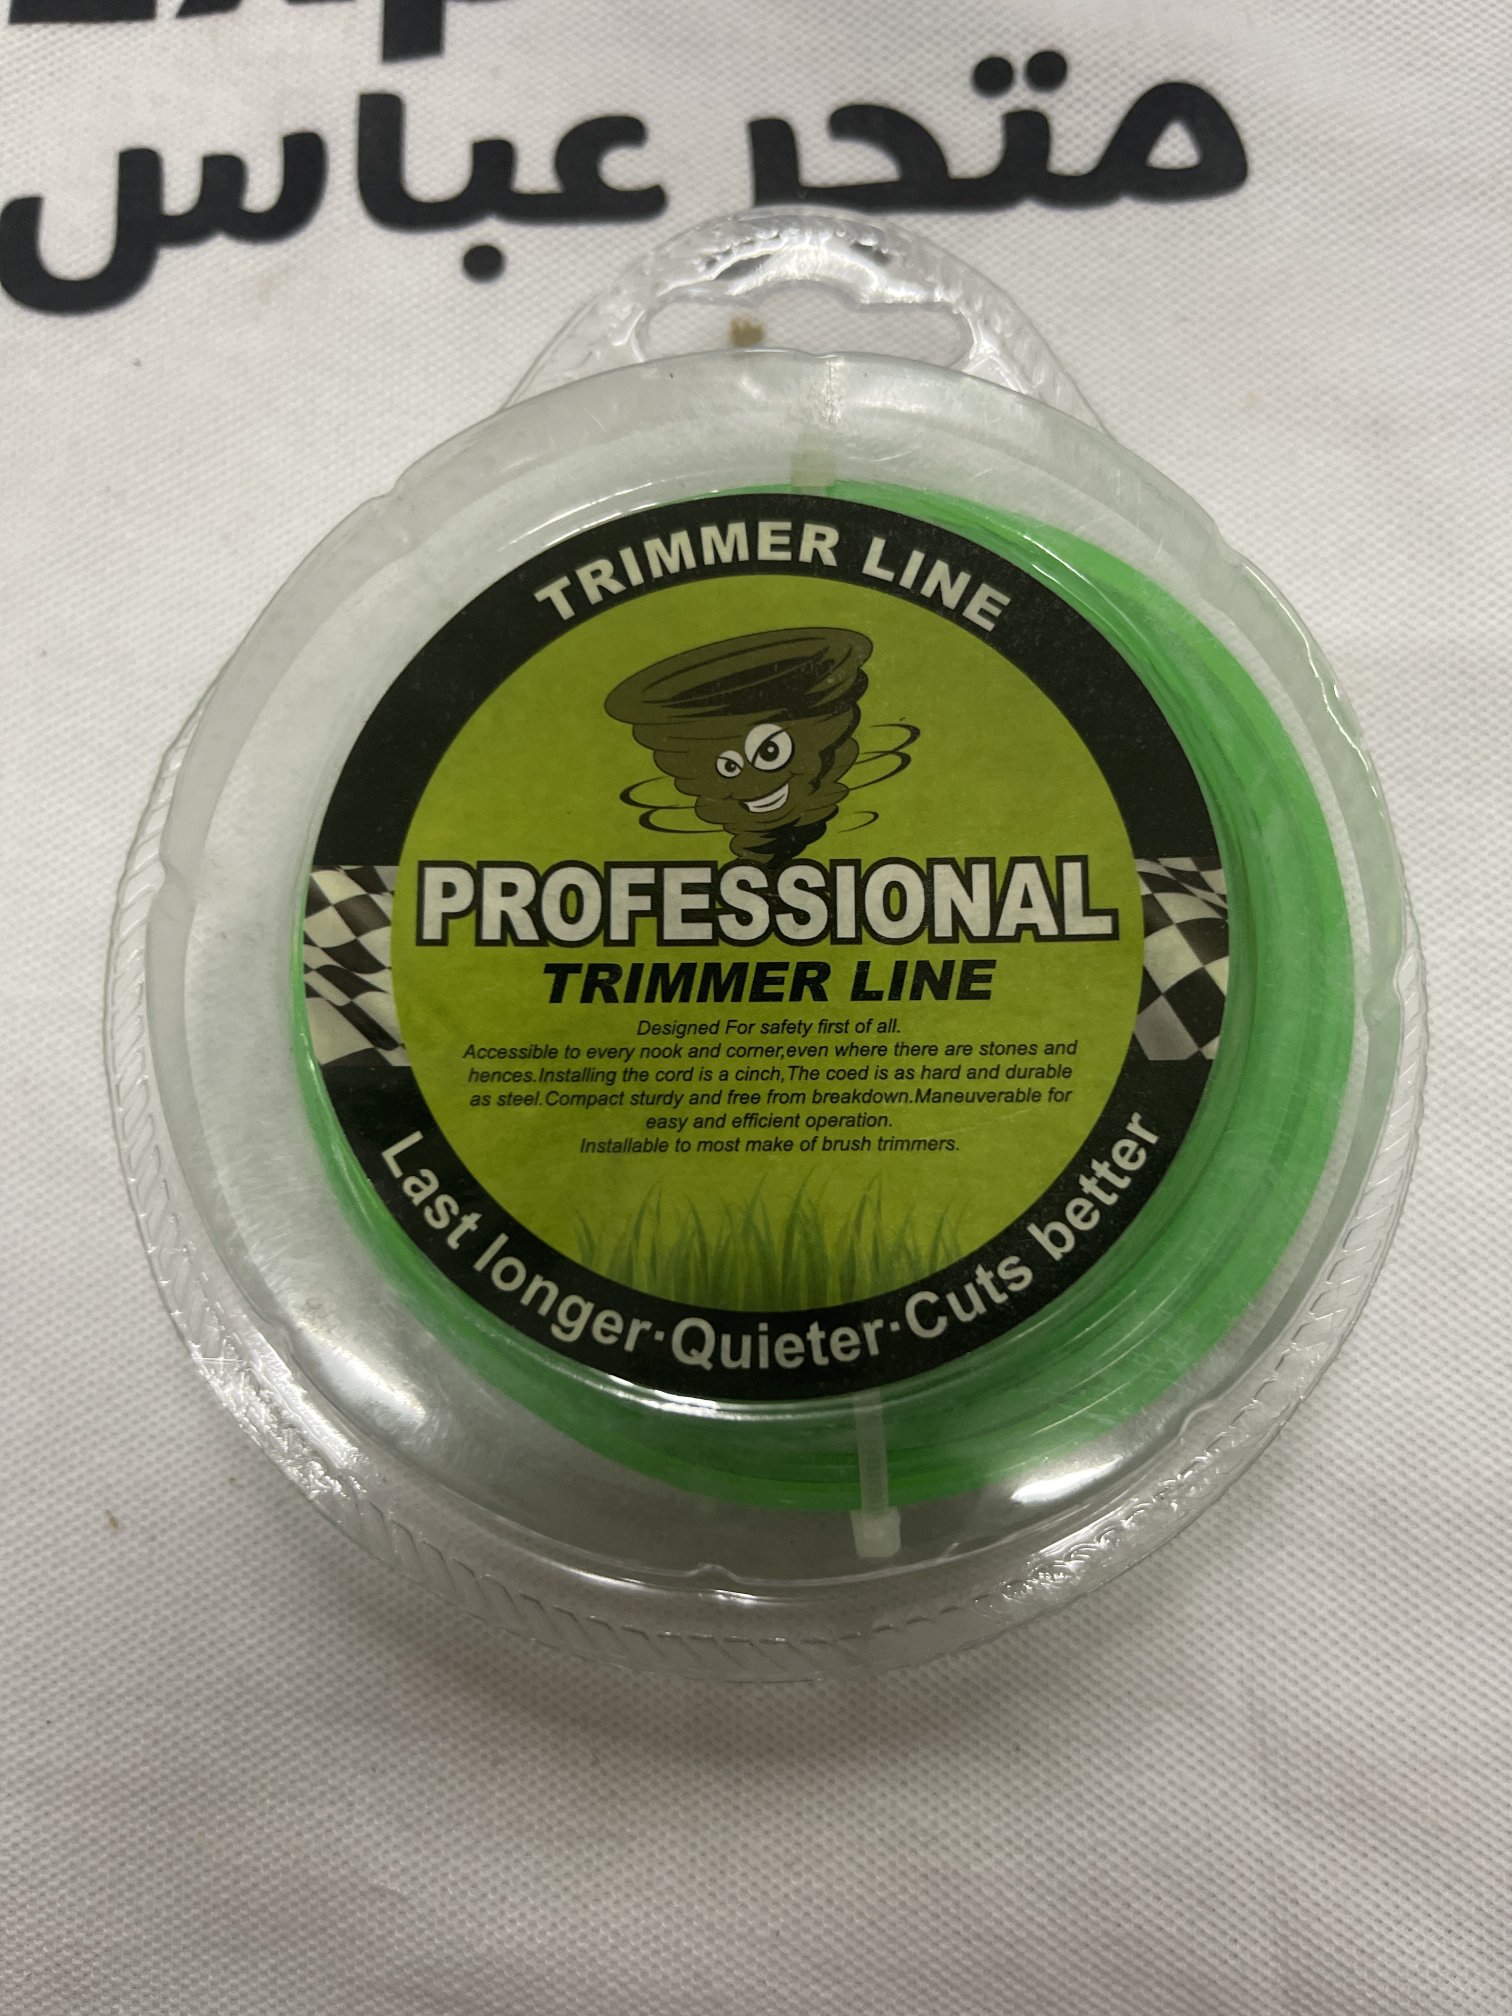 متجر عباس
TRIMMER LINE
PROFESSIONAL
TRIMMER LINE
Designed For safety first of all.
Accessible to every nook and corner,even where there are stones and
hences.Installing the cord is a cinch,The coed is as hard and durable
as steel.Compact sturdy and free from breakdown.Maneuverable for
easy and efficient operation.
Installable to most make of brush trimmers.
Last longer·Quieter·Cuts better